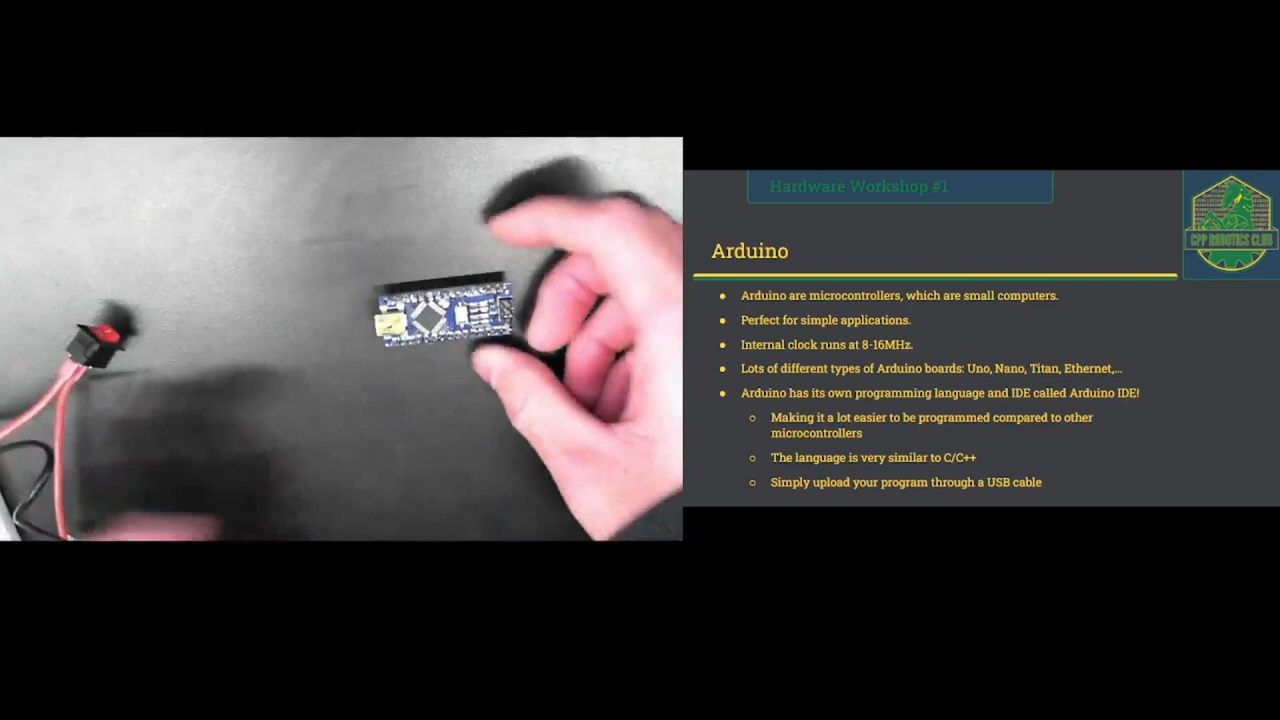 Hardware Workshop #1
CPP ROBOTICS CLUB
Arduino
Arduino are microcontrollers, which are small computers.
Perfect for simple applications.
Internal clock runs at 8-16MHz.
Lots of different types of Arduino boards: Uno, Nano, Titan, Ethernet,...
Arduino has its own programming language and IDE called Arduino IDE!
Making it a lot easier to be programmed compared to other
microcontrollers
The language is very similar to C/C++
Simply upload your program through a USB cable